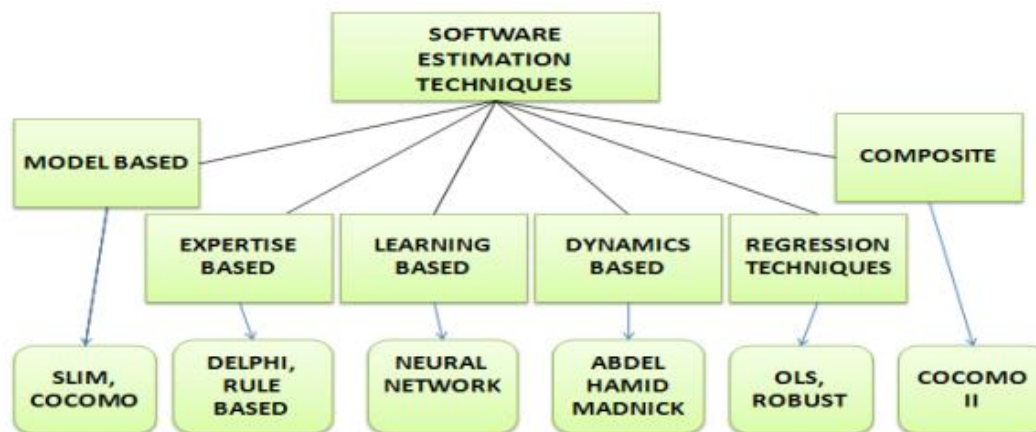 SOFTWARE
ESTIMATION
TECHNIQUES
MODEL BASED
COMPOSITE
EXPERTISE
BASED
LEARNING
BASED
DYNAMICS
BASED
REGRESSION
TECHNIQUES
SLIM,
COCOMO
DELPHI,
RULE
BASED
NEURAL
NETWORK
ABDEL
HAMID
MADNICK
OLS,
ROBUST
COCOMO
II